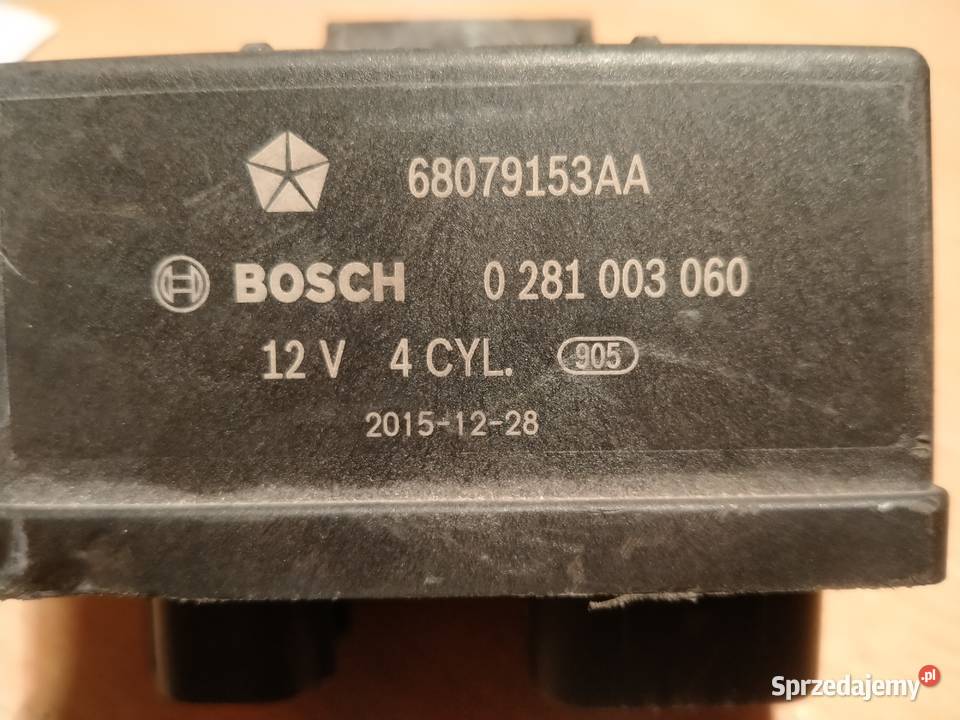 68079153AA
BOSCH 0 281 003 060
12 V 4 CYL. 905
2015-12-28
Sprzedajemy.pl